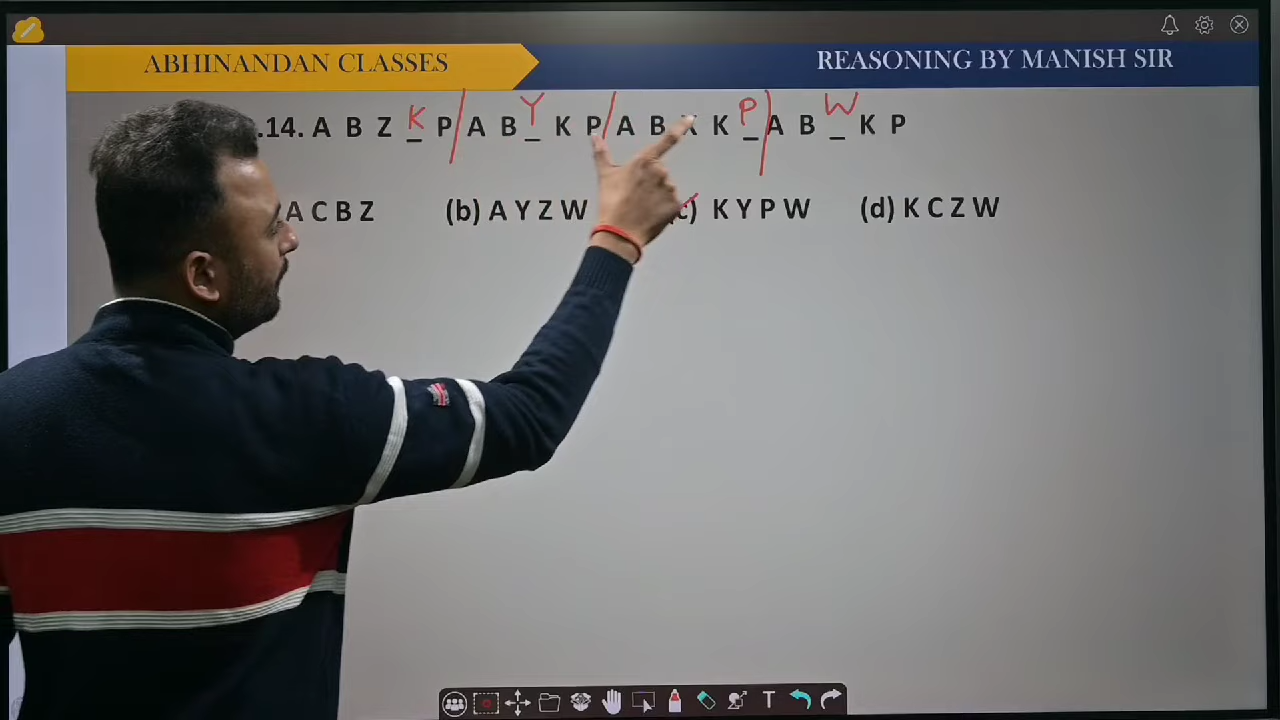 ABHINANDAN CLASSES
REASONING BY MANISH SIR
K Y P W
.14. A B Z _ P / A B _ K P / A B X K _ / A B _ K P
A C B Z (b) A Y Z W (c) K Y P W (d) K C Z W
T